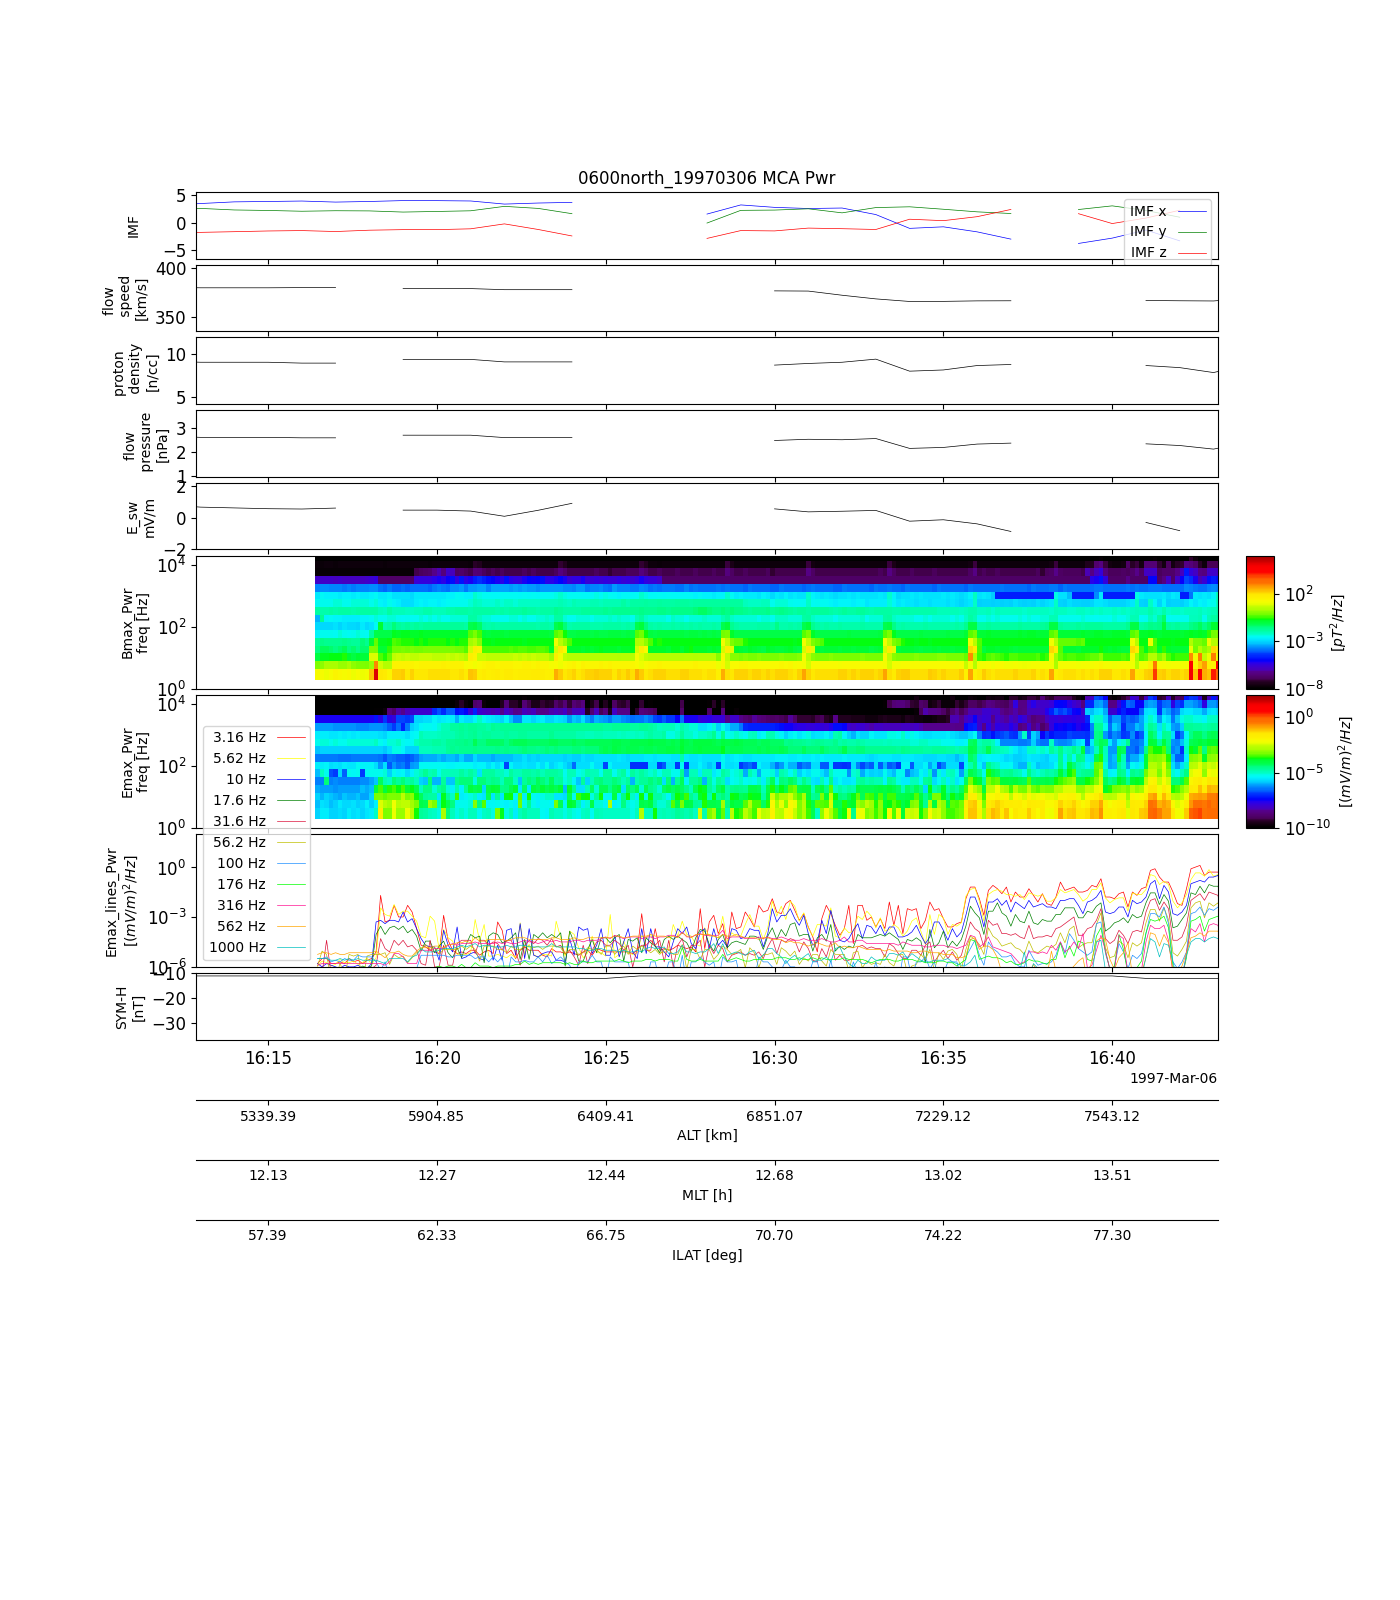 0600north_19970306 MCA Pwr
IMF
5
0
−5
IMF x
IMF y
IMF z
flow
speed
[km/s]
400
350
proton
density
[n/cc]
10
5
flow
pressure
[nPa]
3
2
1
E_sw
mV/m
2
0
−2
Bmax_Pwr
freq [Hz]
10^4
10^2
10^0
10^2
10^−3
10^−8
[pT^2/Hz]
Emax_Pwr
freq [Hz]
10^4
10^2
10^0
10^0
10^−5
10^−10
[(mV/m)^2/Hz]
3.16 Hz
5.62 Hz
10 Hz
17.6 Hz
31.6 Hz
56.2 Hz
100 Hz
176 Hz
316 Hz
562 Hz
1000 Hz
Emax_lines_Pwr
[(mV/m)^2/Hz]
10^0
10^−3
10^−6
SYM-H
[nT]
−10
−20
−30
16:15 16:20 16:25 16:30 16:35 16:40
1997-Mar-06
5339.39 5904.85 6409.41 6851.07 7229.12 7543.12
ALT [km]
12.13 12.27 12.44 12.68 13.02 13.51
MLT [h]
57.39 62.33 66.75 70.70 74.22 77.30
ILAT [deg]